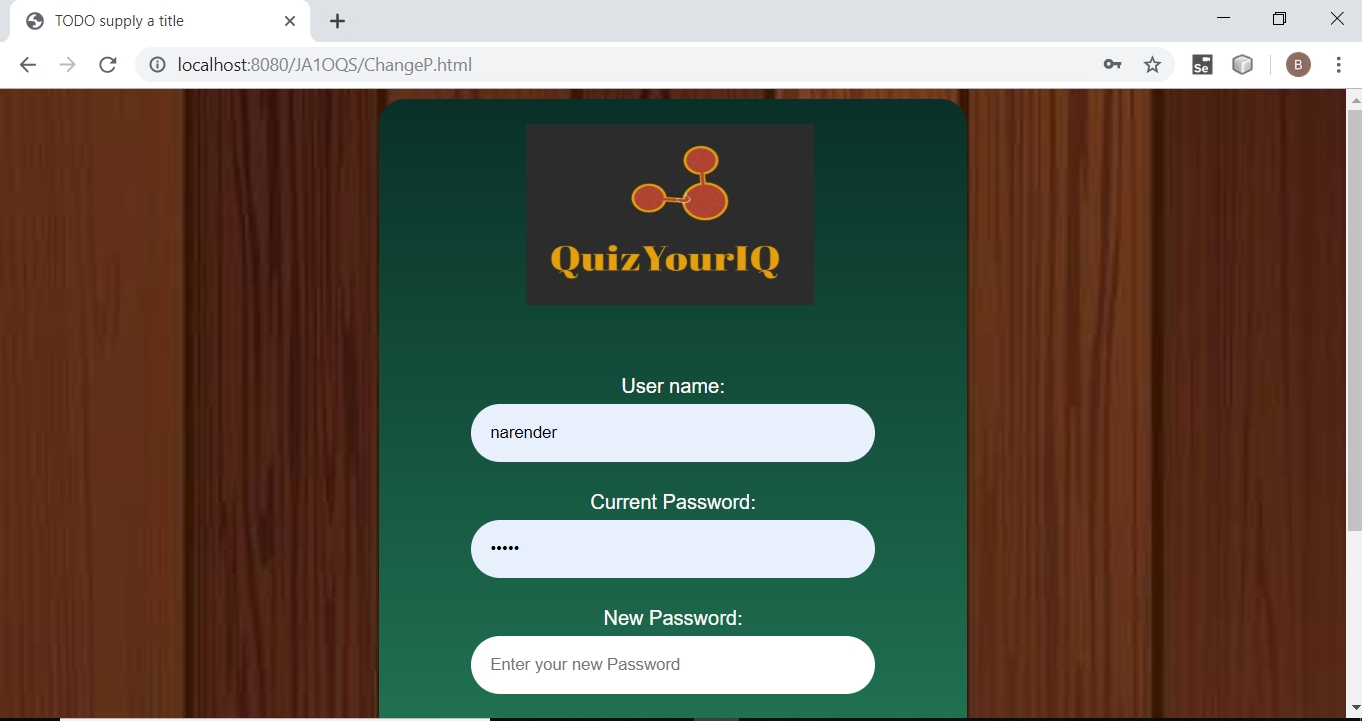 TODO supply a title
localhost:8080/JA1OQS/ChangeP.html
Se
B
QuizYourIQ
User name:
narender
Current Password:
•••••
New Password:
Enter your new Password